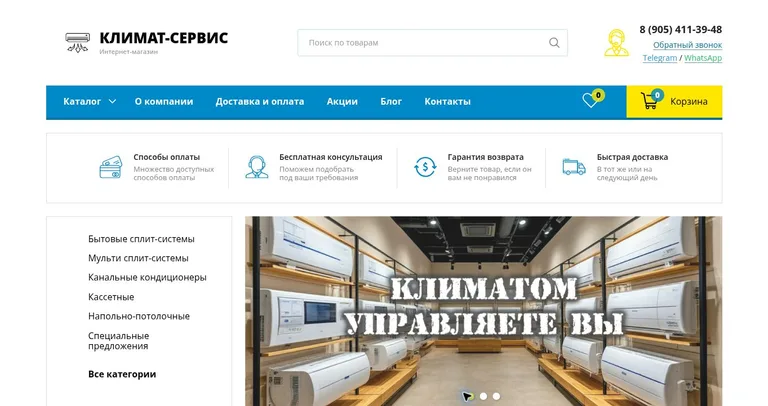 КЛИМАТ-СЕРВИС
Интернет-магазин
Поиск по товарам
8 (905) 411-39-48
Обратный звонок
Telegram / WhatsApp
Каталог
О компании
Доставка и оплата
Акции
Блог
Контакты
0
0
Корзина
Способы оплаты
Множество доступных
способов оплаты
Бесплатная консультация
Поможем подобрать
под ваши требования
Гарантия возврата
Верните товар, если он
вам не понравился
Быстрая доставка
В тот же или на
следующий день
Бытовые сплит-системы
Мульти сплит-системы
Канальные кондиционеры
Кассетные
Напольно-потолочные
Специальные
предложения
Все категории
КЛИМАТОМ
УПРАВЛЯЕТЕ ВЫ